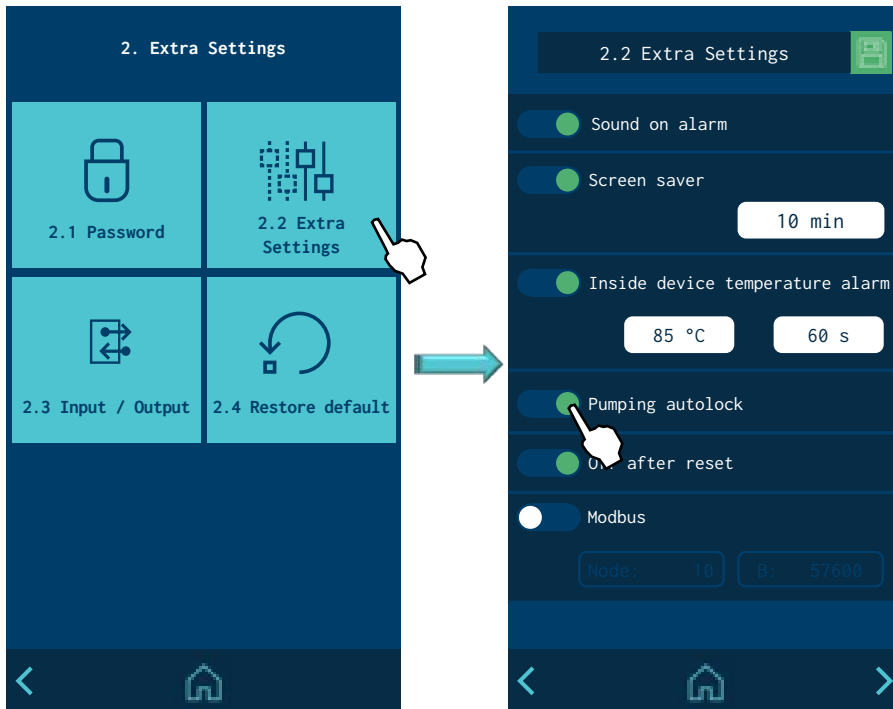 2. Extra Settings
2.1 Password
2.2 Extra
Settings
2.3 Input / Output
2.4 Restore default
2.2 Extra Settings
Sound on alarm
Screen saver
10 min
Inside device temperature alarm
85 °C
60 s
Pumping autolock
after reset
Modbus
Node: 10
B: 57600